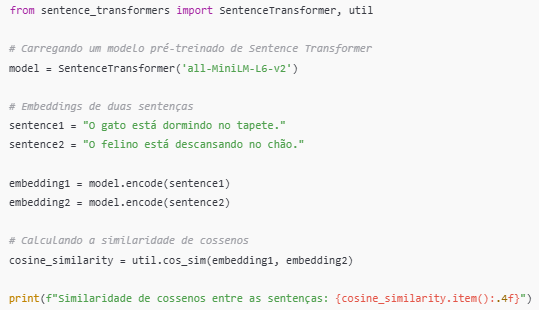 from sentence_transformers import SentenceTransformer, util
# Carregando um modelo pré-treinado de Sentence Transformer
model = SentenceTransformer('all-MiniLM-L6-v2')
# Embeddings de duas sentenças
sentence1 = "O gato está dormindo no tapete."
sentence2 = "O felino está descansando no chão."
embedding1 = model.encode(sentence1)
embedding2 = model.encode(sentence2)
# Calculando a similaridade de cossenos
cosine_similarity = util.cos_sim(embedding1, embedding2)
print(f"Similaridade de cossenos entre as sentenças: {cosine_similarity.item():.4f}")